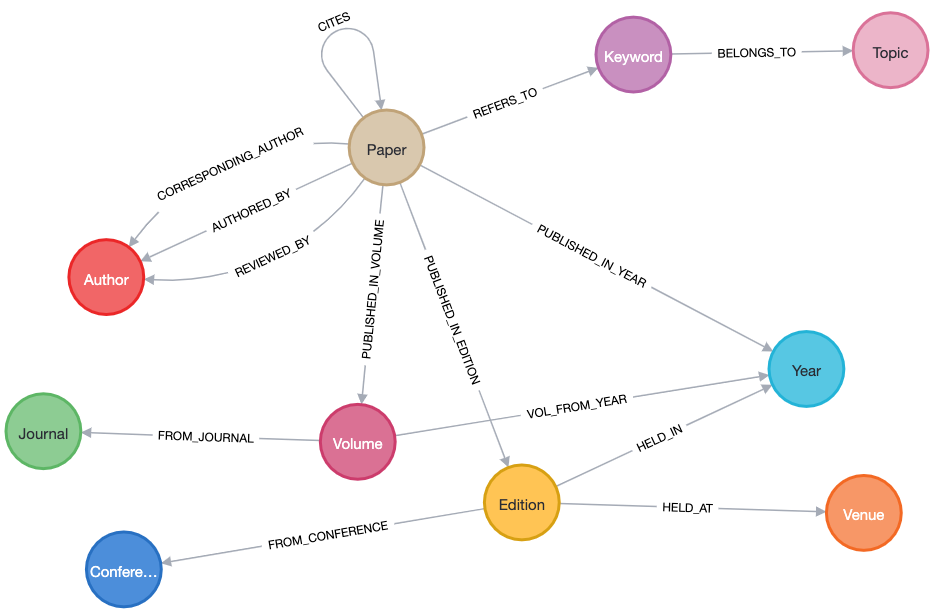 CITES
Keyword
BELONGS_TO
Topic
REFERS_TO
Paper
CORRESPONDING_AUTHOR
AUTHORED_BY
REVIEWED_BY
Author
PUBLISHED_IN_VOLUME
PUBLISHED_IN_EDITION
PUBLISHED_IN_YEAR
Year
VOL_FROM_YEAR
Journal
FROM_JOURNAL
Volume
HELD_IN
Edition
HELD_AT
Venue
FROM_CONFERENCE
Confere...